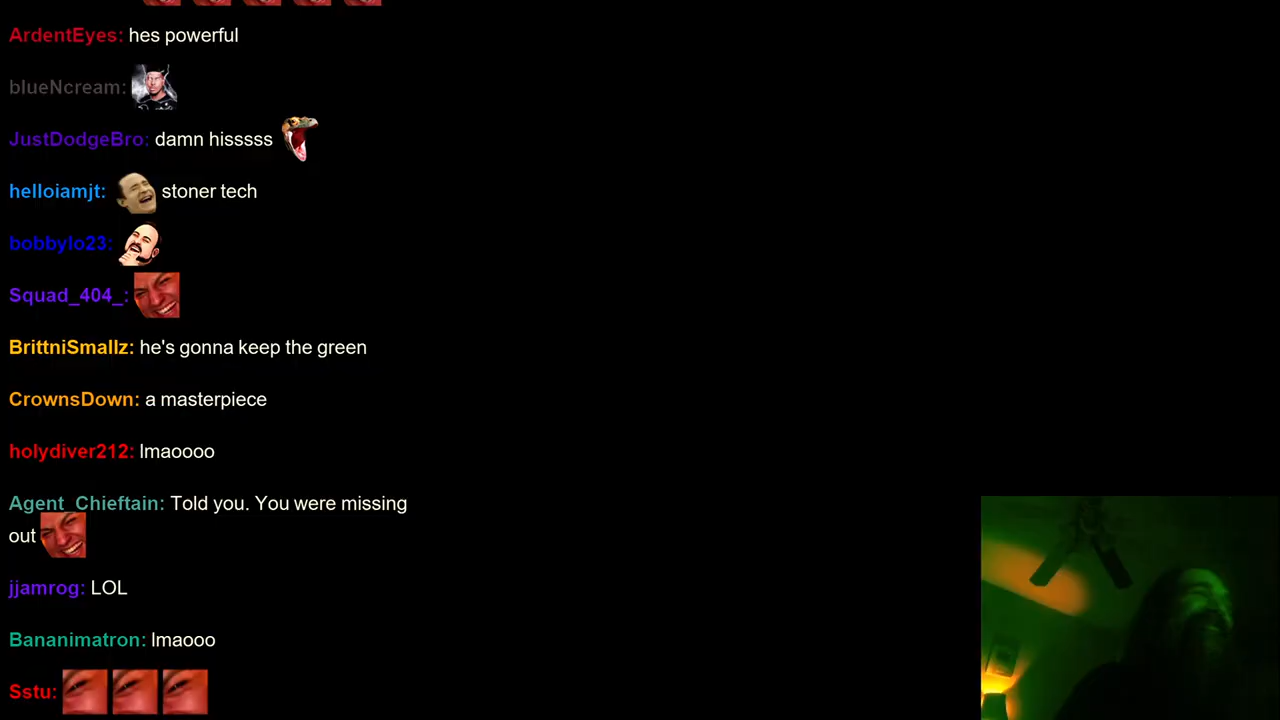 ArdentEyes: hes powerful
blueNcream:
JustDodgeBro: damn hisssss
helloiamjt: stoner tech
bobbylo23:
Squad_404_:
BrittniSmallz: he's gonna keep the green
CrownsDown: a masterpiece
holydiver212: lmaoooo
Agent_Chieftain: Told you. You were missing
out
jjamrog: LOL
Bananimatron: lmaooo
Sstu: